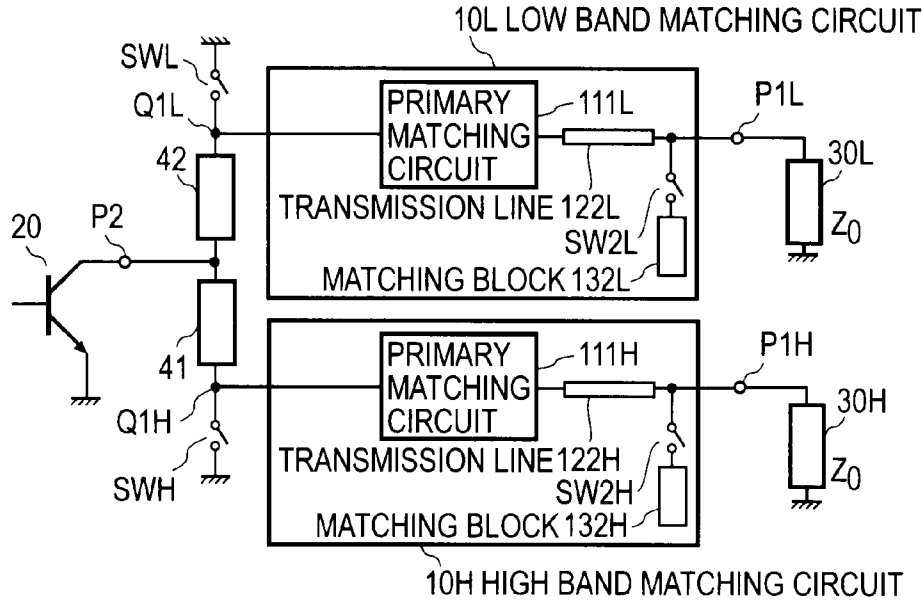 10L LOW BAND MATCHING CIRCUIT
SWL
Q1L
PRIMARY
MATCHING
CIRCUIT
111L
P1L
42
30L
TRANSMISSION LINE 122L
20
P2
SW2L
Z0
MATCHING BLOCK 132L
41
PRIMARY
MATCHING
CIRCUIT
111H
P1H
Q1H
30H
TRANSMISSION LINE 122H
SWH
SW2H
Z0
MATCHING BLOCK 132H
10H HIGH BAND MATCHING CIRCUIT